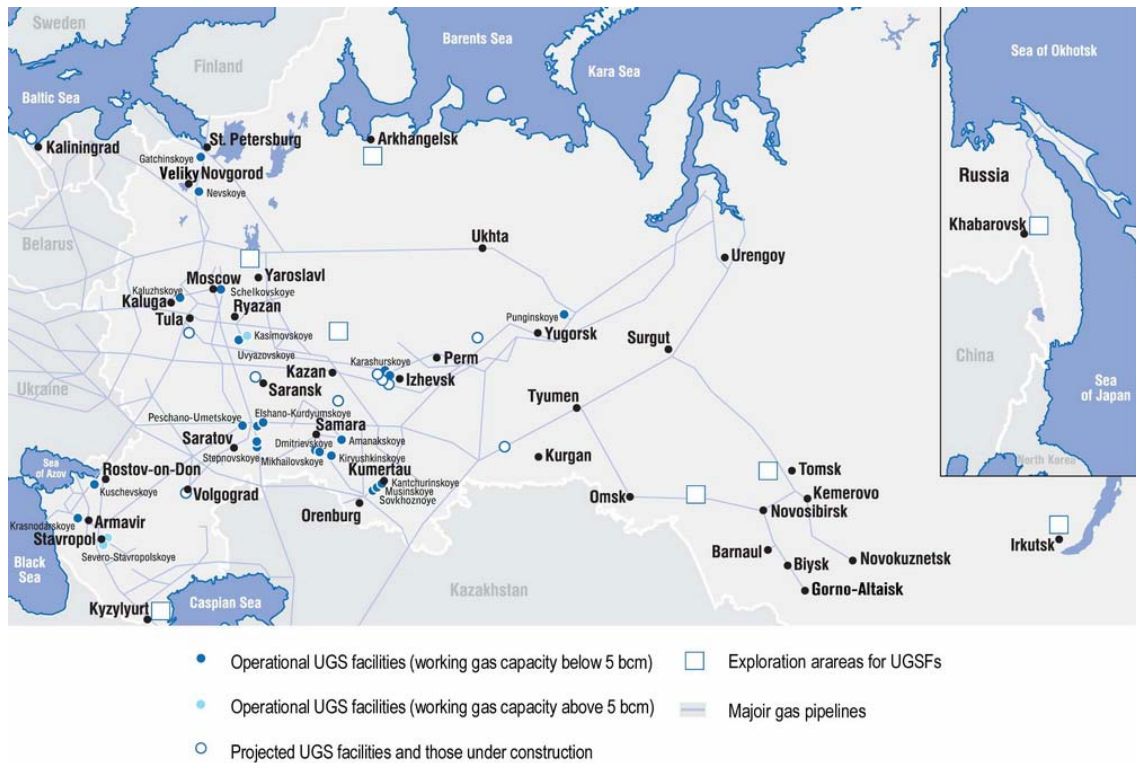 Sweden
Finland
Baltic Sea
Barents Sea
Kara Sea
Sea of Okhotsk
Kaliningrad
St. Petersburg
Gatchinskoye
Veliky Novgorod
Nevskoye
Arkhangelsk
Russia
Khabarovsk
Belarus
Ukhta
Urengoy
Moscow
Yaroslavl
Kaluzhskoye
Schelkovskoye
Kaluga
Ryazan
Tula
Kasimovskoye
Uvyazovskoye
Punginskoye
Yugorsk
Surgut
China
Ukraine
Karashurskoye
Perm
Kazan
Izhevsk
Saransk
Tyumen
Sea
of Japan
Peschano-Umetskoye
Elshano-Kurdyumskoye
Samara
Dmitrievskoye
Amanakskoye
Saratov
Stepnovskoye
Mikhailovskoye
Kiryushkinskoye
Kurgan
North Korea
Sea
of Azov
Rostov-on-Don
Kuschevskoye
Volgograd
Kumertau
Kantchurinskoye
Musinskoye
Sovkhoznoye
Orenburg
Omsk
Tomsk
Kemerovo
Novosibirsk
Krasnodarskoye
Armavir
Stavropol
Severo-Stavropolskoye
Black
Sea
Barnaul
Biysk
Novokuznetsk
Gorno-Altaisk
Irkutsk
Kyzylyurt
Caspian Sea
Kazakhstan
Operational UGS facilities (working gas capacity below 5 bcm)
Exploration arareas for UGSFs
Operational UGS facilities (working gas capacity above 5 bcm)
Majoir gas pipelines
Projected UGS facilities and those under construction